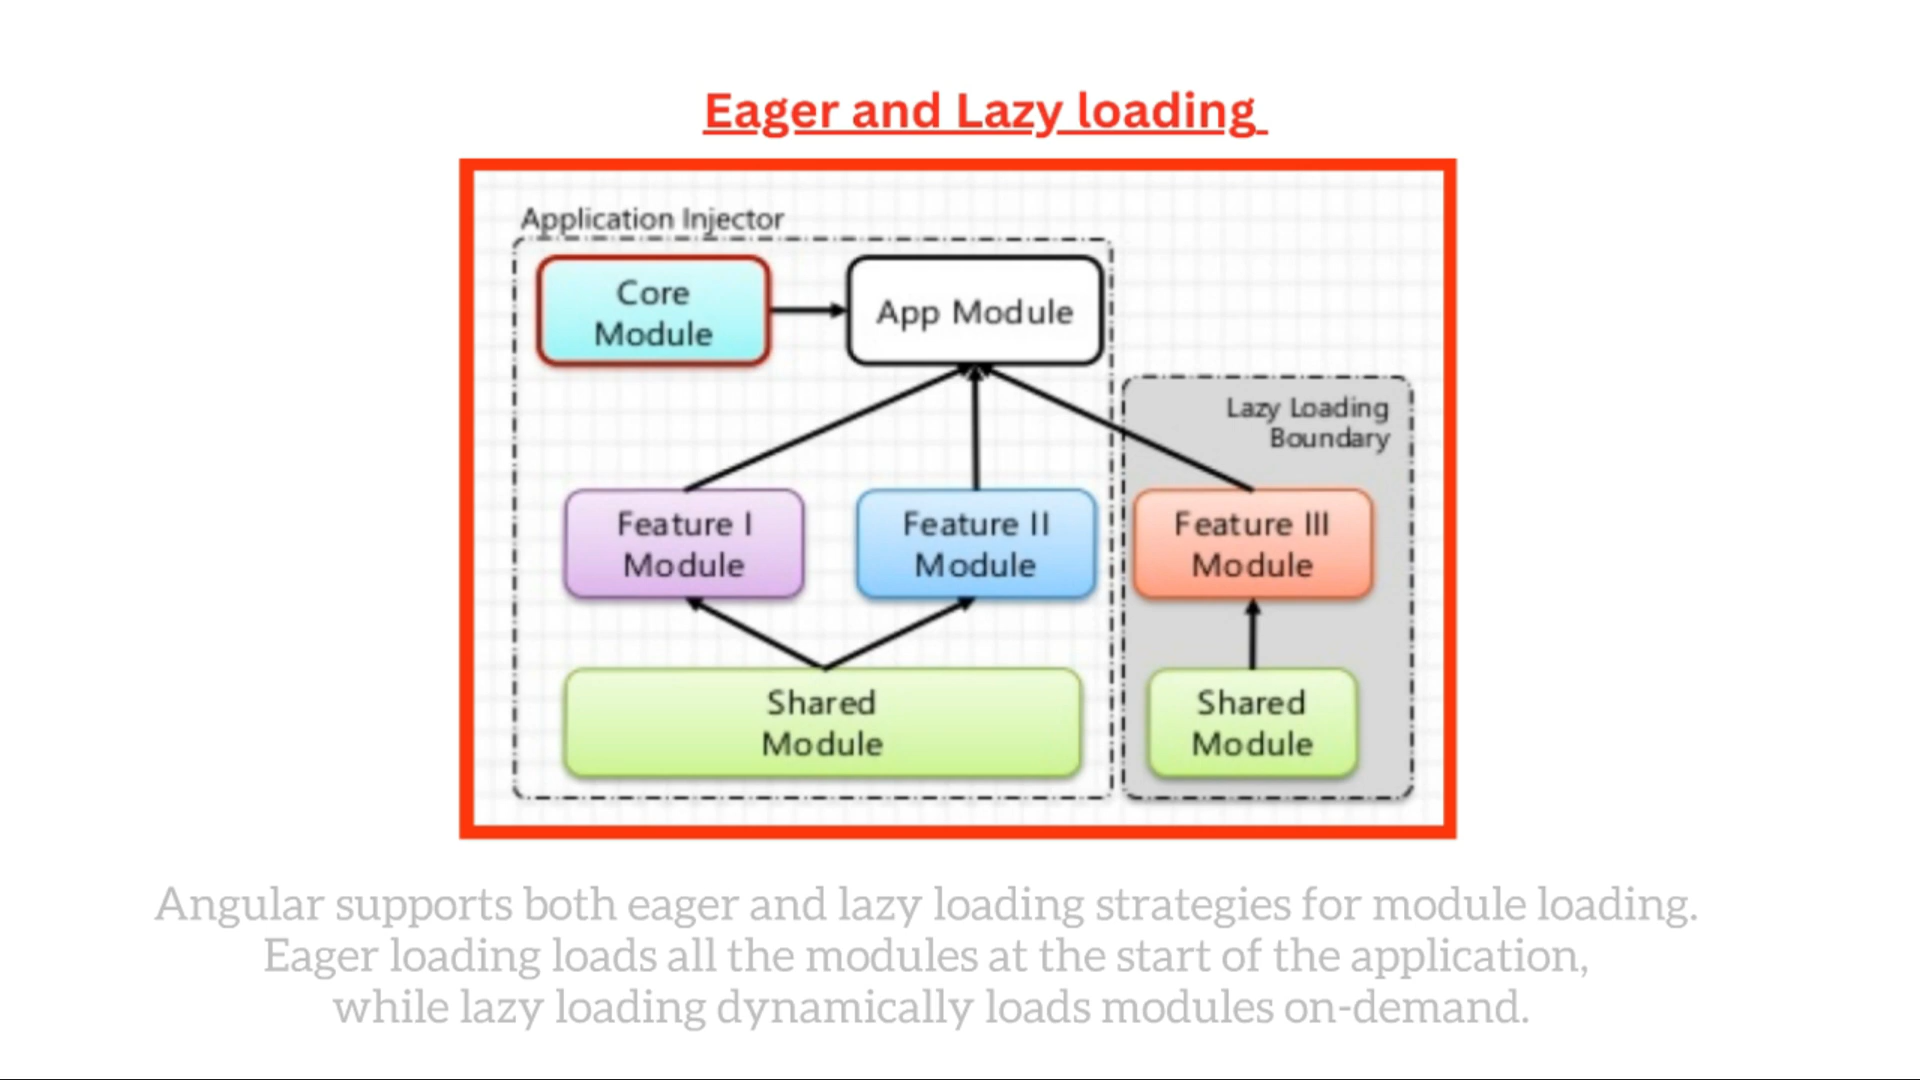 Eager and Lazy loading
Application Injector
Core
Module
App Module
Lazy Loading
Boundary
Feature I
Module
Feature II
Module
Feature III
Module
Shared
Module
Shared
Module
Angular supports both eager and lazy loading strategies for module loading.
Eager loading loads all the modules at the start of the application,
while lazy loading dynamically loads modules on-demand.